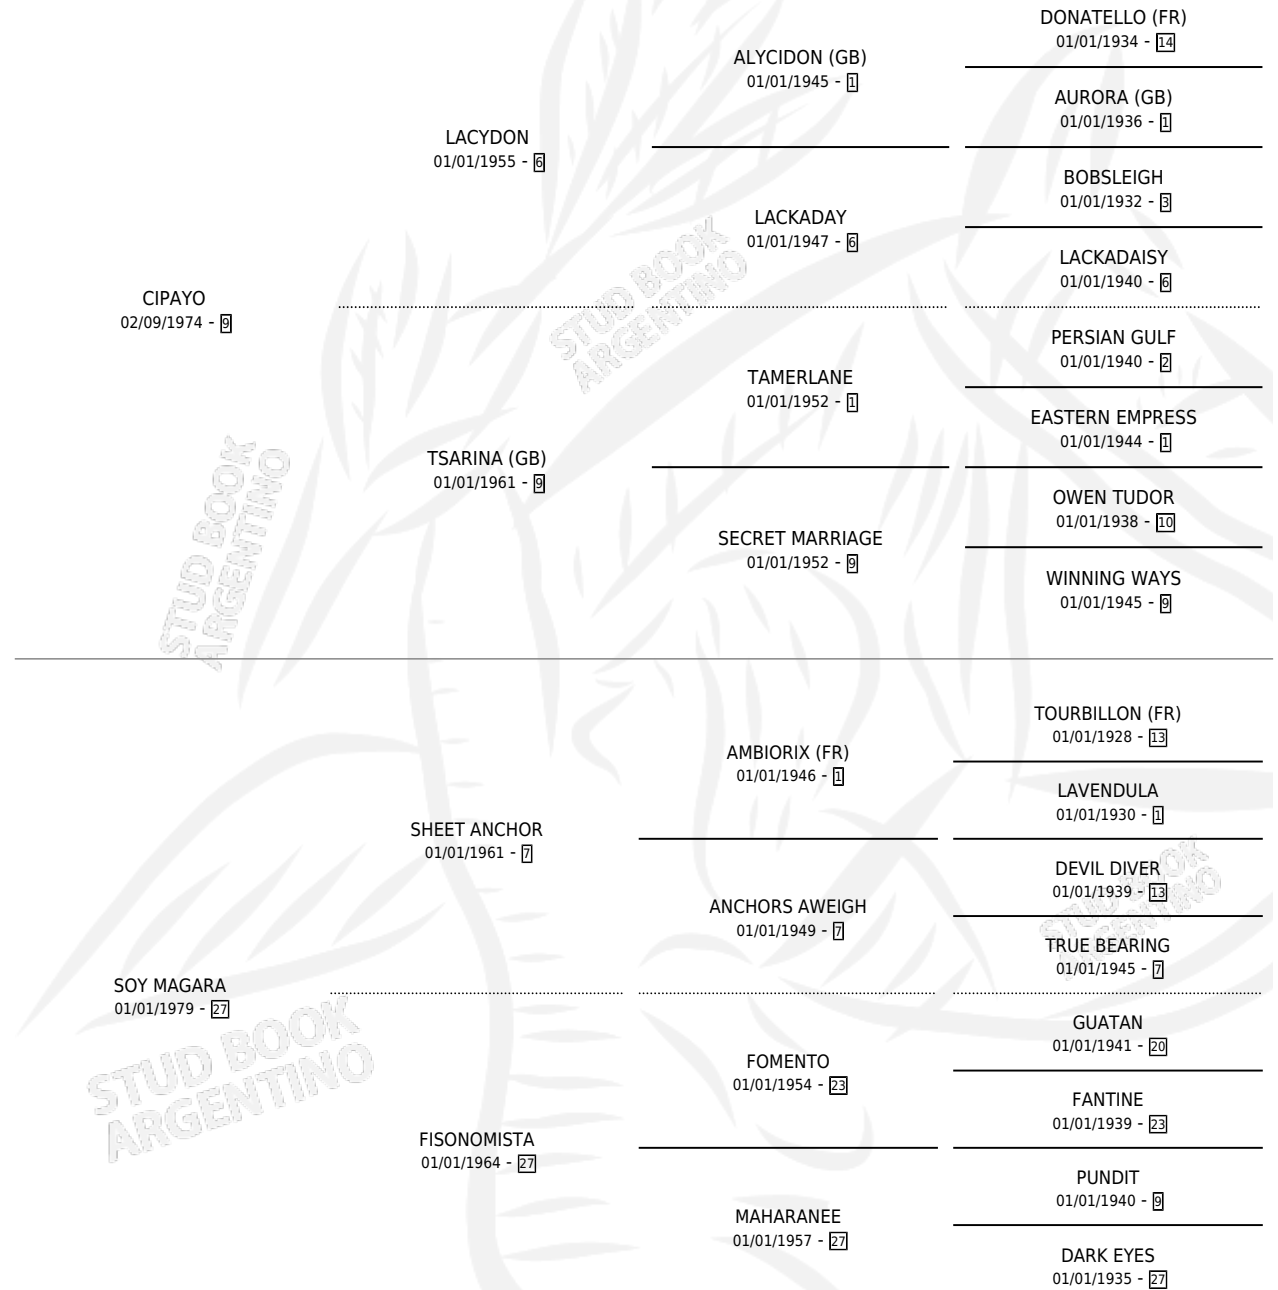 DONATELLO (FR)
01/01/1934 - 14
ALYCIDON (GB)
01/01/1945 - 1
AURORA (GB)
01/01/1936 - 1
LACYDON
01/01/1955 - 6
BOBSLEIGH
01/01/1932 - 3
LACKADAY
01/01/1947 - 6
LACKADAISY
01/01/1940 - 6
CIPAYO
02/09/1974 - 9
PERSIAN GULF
01/01/1940 - 2
TAMERLANE
01/01/1952 - 1
EASTERN EMPRESS
01/01/1944 - 1
TSARINA (GB)
01/01/1961 - 9
OWEN TUDOR
01/01/1938 - 10
SECRET MARRIAGE
01/01/1952 - 9
WINNING WAYS
01/01/1945 - 9
STUD BOOK
ARGENTINO
STUD BOOK
ARGENTINO
TOURBILLON (FR)
01/01/1928 - 13
AMBIORIX (FR)
01/01/1946 - 1
LAVENDULA
01/01/1930 - 1
SHEET ANCHOR
01/01/1961 - 7
DEVIL DIVER
01/01/1939 - 13
ANCHORS AWEIGH
01/01/1949 - 7
TRUE BEARING
01/01/1945 - 7
STUD BOOK
ARGENTINO
SOY MAGARA
01/01/1979 - 27
GUATAN
01/01/1941 - 20
FOMENTO
01/01/1954 - 23
FANTINE
01/01/1939 - 23
FISONOMISTA
01/01/1964 - 27
PUNDIT
01/01/1940 - 9
MAHARANEE
01/01/1957 - 27
DARK EYES
01/01/1935 - 27
STUD BOOK
ARGENTINO